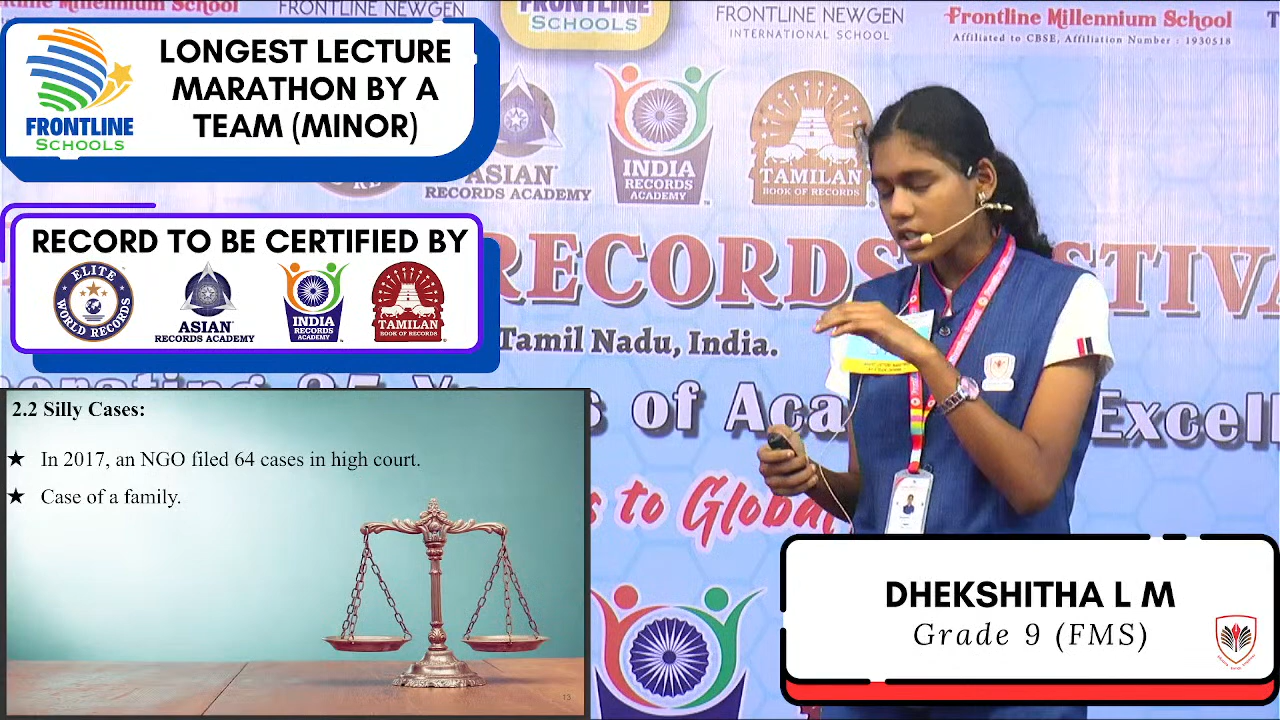 Frontline Millennium School
FRONTLINE NEWGEN
FRONTLINE
SCHOOLS
FRONTLINE NEWGEN
INTERNATIONAL SCHOOL
Frontline Millennium School
Affiliated to CBSE, Affiliation Number : 1930518
FRONTLINE
SCHOOLS
LONGEST LECTURE
MARATHON BY A
TEAM (MINOR)
ASIAN
RECORDS ACADEMY
INDIA
RECORDS
ACADEMY
TAMILAN
BOOK OF RECORDS
RECORD TO BE CERTIFIED BY
ELITE
WORLD RECORDS
ASIAN
RECORDS ACADEMY
INDIA
RECORDS
ACADEMY
TAMILAN
BOOK OF RECORDS
RECORDS
Tamil Nadu, India.
of
to Global
2.2 Silly Cases:
★ In 2017, an NGO filed 64 cases in high court.
★ Case of a family.
13
DHEKSHITHA L M
Grade 9 (FMS)